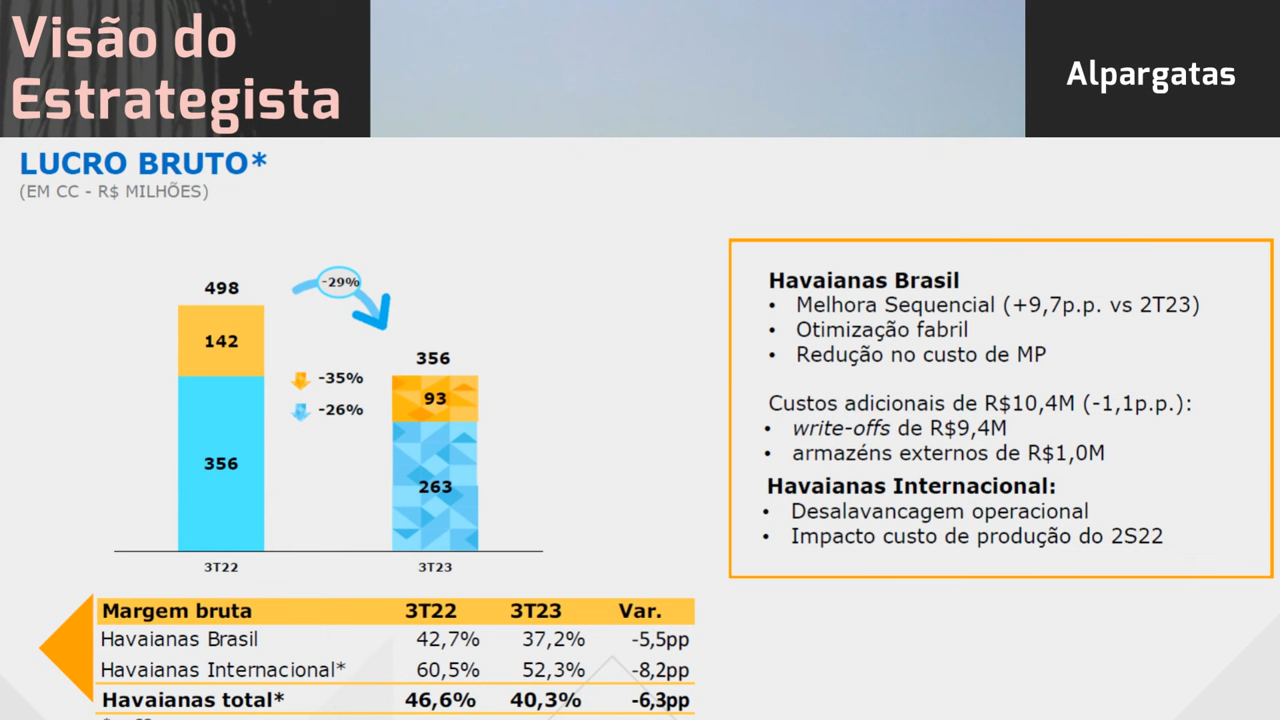 Visão do
Estrategista
Alpargatas
LUCRO BRUTO*
(EM CC - R$ MILHÕES)
498
-29%
142
356
-35%
-26%
356
93
263
3T22
3T23
Havaianas Brasil
• Melhora Sequencial (+9,7p.p. vs 2T23)
• Otimização fabril
• Redução no custo de MP
Custos adicionais de R$10,4M (-1,1p.p.):
• write-offs de R$9,4M
• armazéns externos de R$1,0M
Havaianas Internacional:
• Desalavancagem operacional
• Impacto custo de produção do 2S22
Margem bruta 3T22 3T23 Var.
Havaianas Brasil 42,7% 37,2% -5,5pp
Havaianas Internacional* 60,5% 52,3% -8,2pp
Havaianas total* 46,6% 40,3% -6,3pp